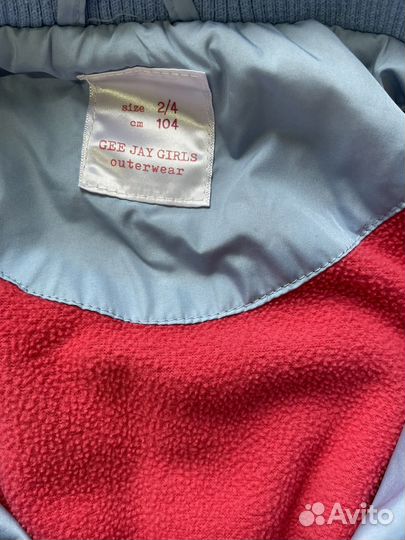 size 2/4
cm 104
GEE JAY GIRLS
outerwear
Avito